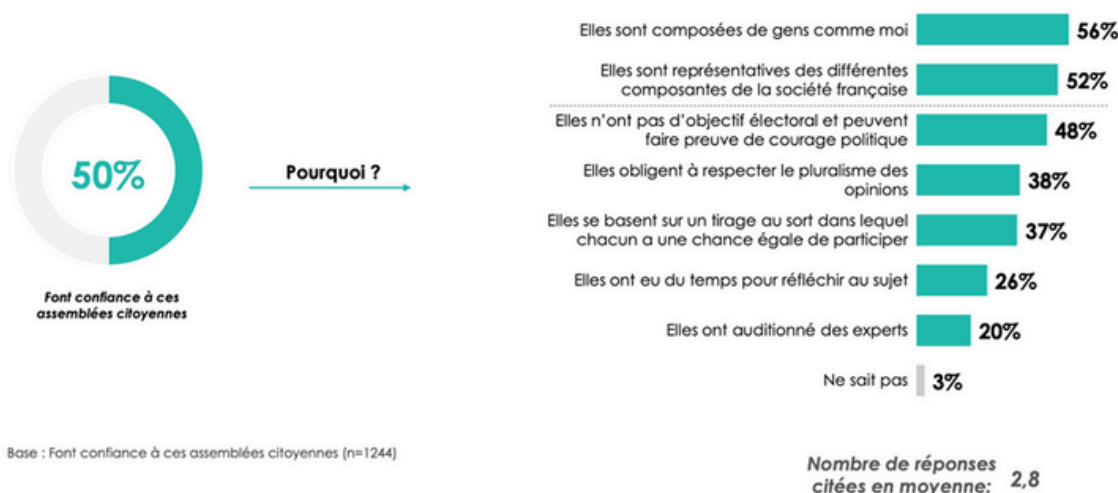 50%
Font confiance à ces
assemblées citoyennes
Pourquoi ?
Elles sont composées de gens comme moi
56%
Elles sont représentatives des différentes
composantes de la société française
52%
Elles n'ont pas d'objectif électoral et peuvent
faire preuve de courage politique
48%
Elles obligent à respecter le pluralisme des
opinions
38%
Elles se basent sur un tirage au sort dans lequel
chacun a une chance égale de participer
37%
Elles ont eu du temps pour réfléchir au sujet
26%
Elles ont auditionné des experts
20%
Ne sait pas
3%
Base : Font confiance à ces assemblées citoyennes (n=1244)
Nombre de réponses
citées en moyenne: 2,8